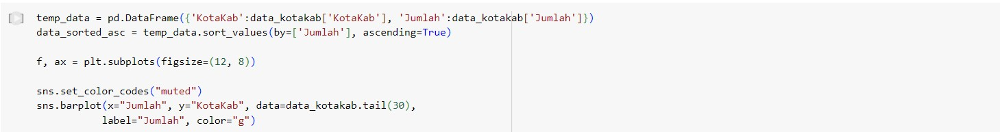 temp_data = pd.DataFrame({'KotaKab':data_kotakab['KotaKab'], 'Jumlah':data_kotakab['Jumlah']})
data_sorted_asc = temp_data.sort_values(by=['Jumlah'], ascending=True)
f, ax = plt.subplots(figsize=(12, 8))
sns.set_color_codes("muted")
sns.barplot(x="Jumlah", y="KotaKab", data=data_kotakab.tail(30),
label="Jumlah", color="g")